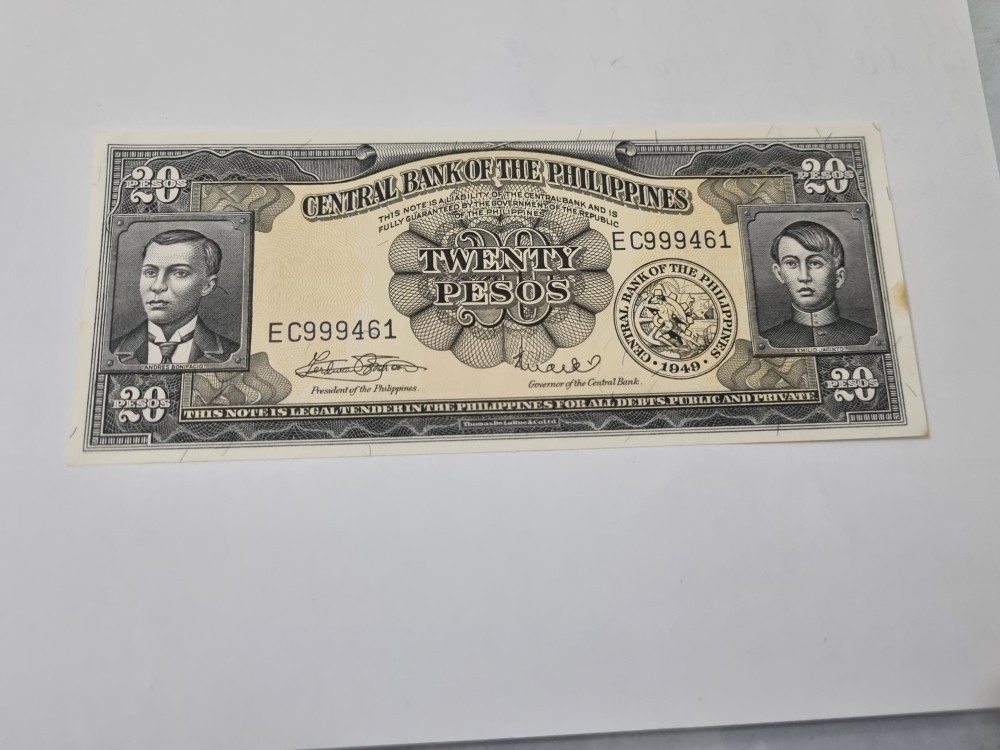 20 PESOS
20 PESOS
CENTRAL BANK OF THE PHILIPPINES
THIS NOTE IS A LIABILITY OF THE CENTRAL BANK AND IS
FULLY GUARANTEED BY THE GOVERNMENT OF THE REPUBLIC
OF THE PHILIPPINES
EC999461
20
TWENTY
PESOS
CENTRAL BANK OF THE PHILIPPINES
· 1949 ·
EC999461
ANDRES BONIFACIO
EMILIO JACINTO
President of the Philippines.
Governor of the Central Bank.
20 PESOS
20 PESOS
THIS NOTE IS LEGAL TENDER IN THE PHILIPPINES FOR ALL DEBTS PUBLIC AND PRIVATE
Thomas De La Rue & Co Ltd